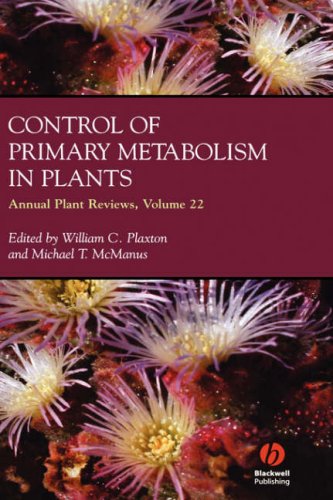 CONTROL OF
PRIMARY METABOLISM
IN PLANTS
Annual Plant Reviews, Volume 22
Edited by William C. Plaxton
and Michael T. McManus
Blackwell
Publishing